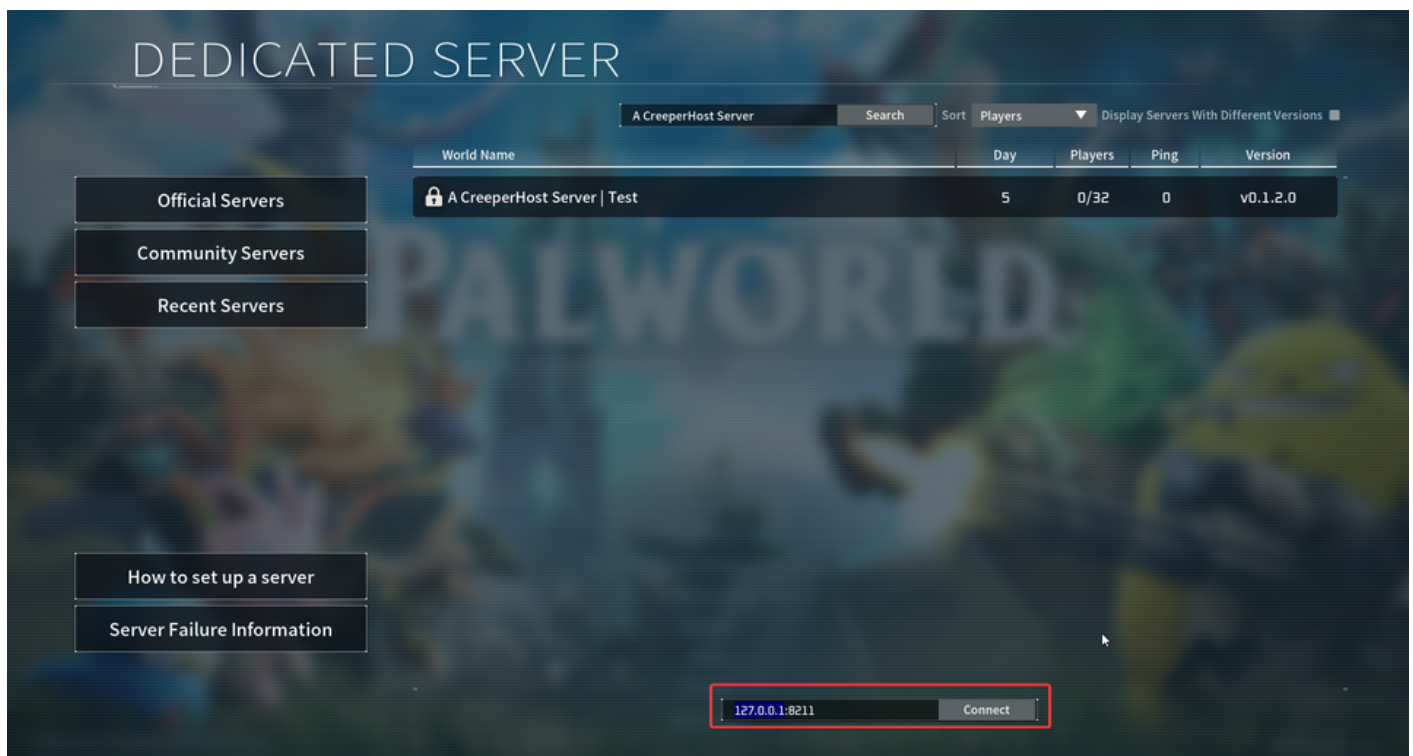 DEDICATED SERVER
A CreeperHost Server Search Sort Players Display Servers With Different Versions
World Name Day Players Ping Version
A CreeperHost Server | Test 5 0/32 0 v0.1.2.0
Official Servers
Community Servers
Recent Servers
PALWORLD
How to set up a server
Server Failure Information
127.0.0.1:8211 Connect